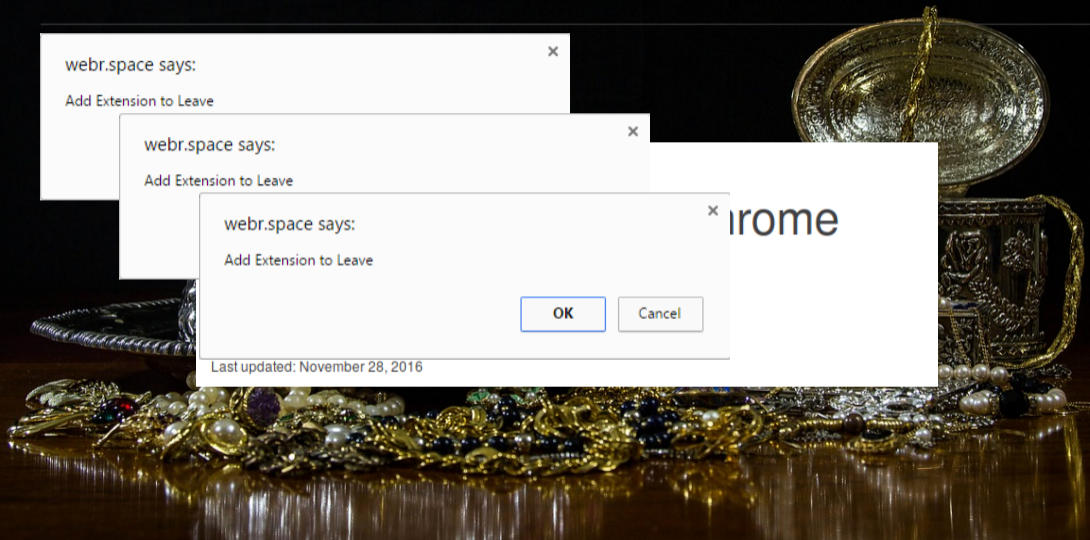 webr.space says:
Add Extension to Leave
webr.space says:
Add Extension to Leave
webr.space says:
Add Extension to Leave
OK
Cancel
Last updated: November 28, 2016